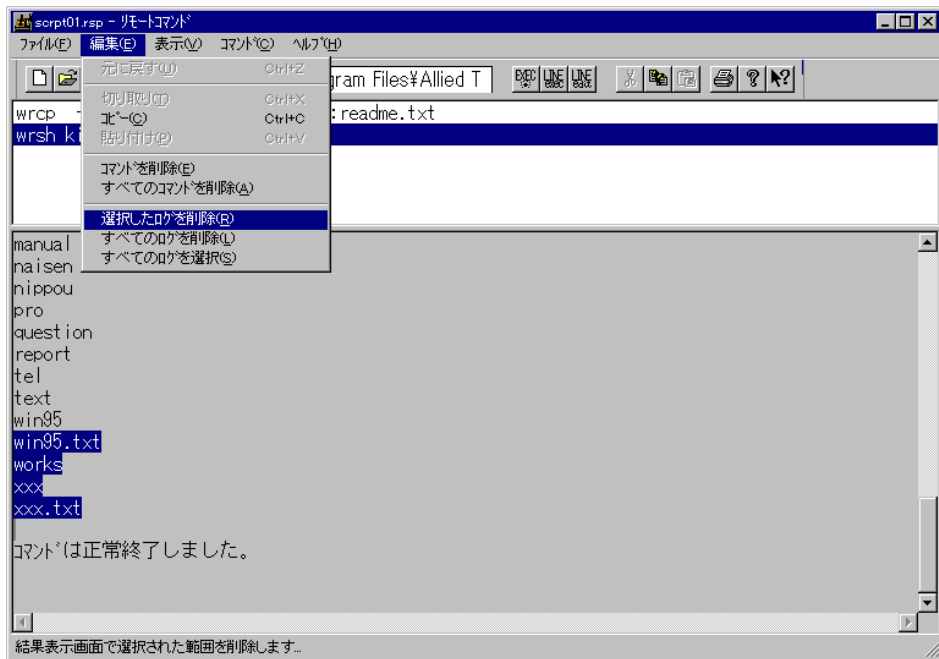 scrpt01.rsp - ﾘﾓｰﾄｺﾏﾝﾄﾞ
ﾌｧｲﾙ(F) 編集(E) 表示(V) ｺﾏﾝﾄﾞ(C) ﾍﾙﾌﾟ(H)
gram Files¥Allied T EXEC LINE EXEC LINE EDIT
元に戻す(U) Ctrl+Z
切り取り(T) Ctrl+X
ｺﾋﾟｰ(C) Ctrl+C
貼り付け(P) Ctrl+V
ｺﾏﾝﾄﾞを削除(E)
すべてのｺﾏﾝﾄﾞを削除(A)
選択したﾛｸﾞを削除(R)
すべてのﾛｸﾞを削除(L)
すべてのﾛｸﾞを選択(S)
wrcp - :readme.txt
wrsh ki
manual
naisen
nippou
pro
question
report
tel
text
win95
win95.txt
works
xxx
xxx.txt
ｺﾏﾝﾄﾞは正常終了しました。
結果表示画面で選択された範囲を削除します...